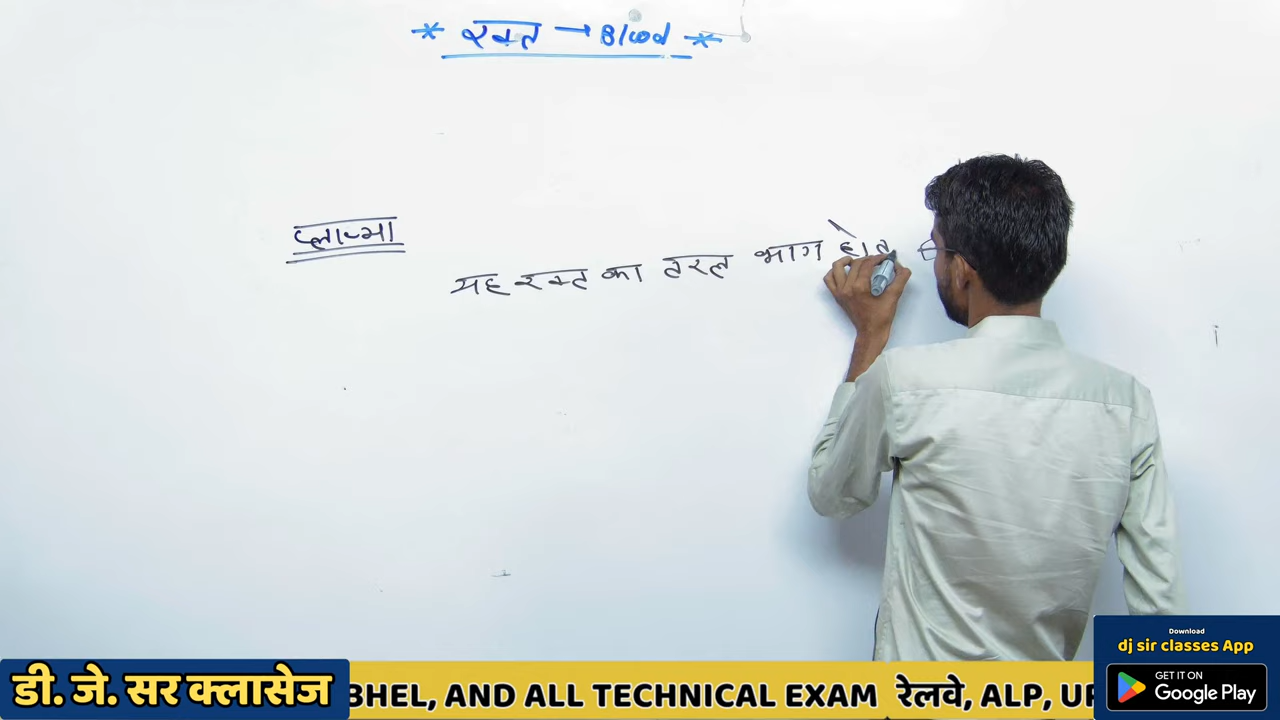 * रक्त → Blood *
प्लाज्मा
यह रक्त का तरल भाग होत
डी. जे. सर क्लासेज
BHEL, AND ALL TECHNICAL EXAM रेलवे, ALP, UP
Download
dj sir classes App
GET IT ON
Google Play